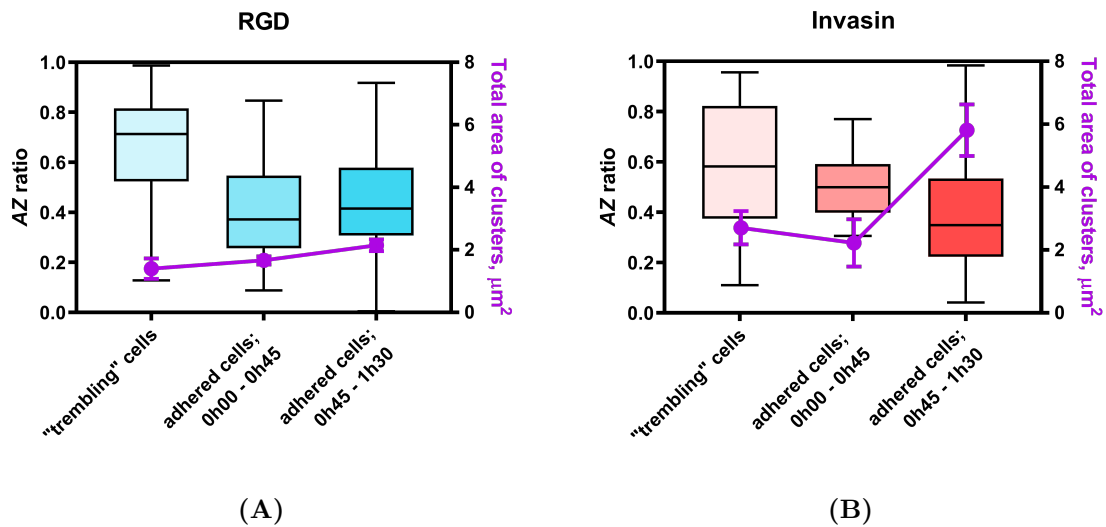 RGD
1.0
0.8
0.6
0.4
0.2
0.0
AZ ratio
8
6
4
2
0
Total area of clusters, μm²
"trembling" cells
adhered cells;
0h00 - 0h45
adhered cells;
0h45 - 1h30
(A)
Invasin
1.0
0.8
0.6
0.4
0.2
0.0
AZ ratio
8
6
4
2
0
Total area of clusters, μm²
"trembling" cells
adhered cells;
0h00 - 0h45
adhered cells;
0h45 - 1h30
(B)